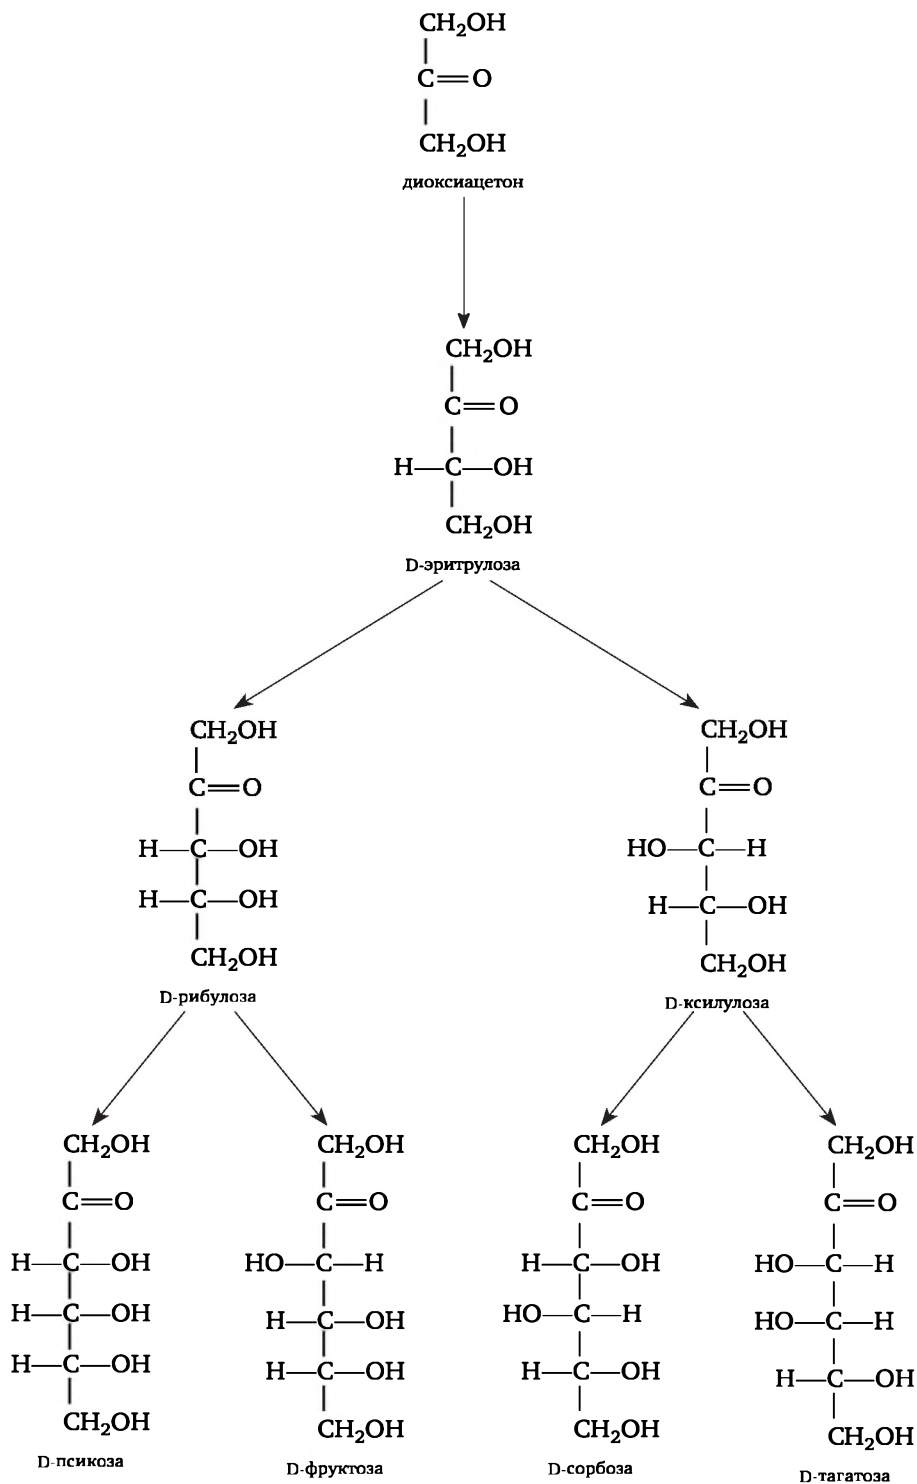 CH₂OH
C=O
CH₂OH
диоксиацетон
CH₂OH
C=O
H—C—OH
CH₂OH
D-эритрулоза
CH₂OH
C=O
H—C—OH
H—C—OH
CH₂OH
D-рибулоза
CH₂OH
C=O
HO—C—H
H—C—OH
CH₂OH
D-ксилулоза
CH₂OH
C=O
H—C—OH
H—C—OH
H—C—OH
CH₂OH
D-псикоза
CH₂OH
C=O
HO—C—H
H—C—OH
H—C—OH
CH₂OH
D-фруктоза
CH₂OH
C=O
H—C—OH
HO—C—H
H—C—OH
CH₂OH
D-сорбоза
CH₂OH
C=O
HO—C—H
HO—C—H
H—C—OH
CH₂OH
D-тагатоза